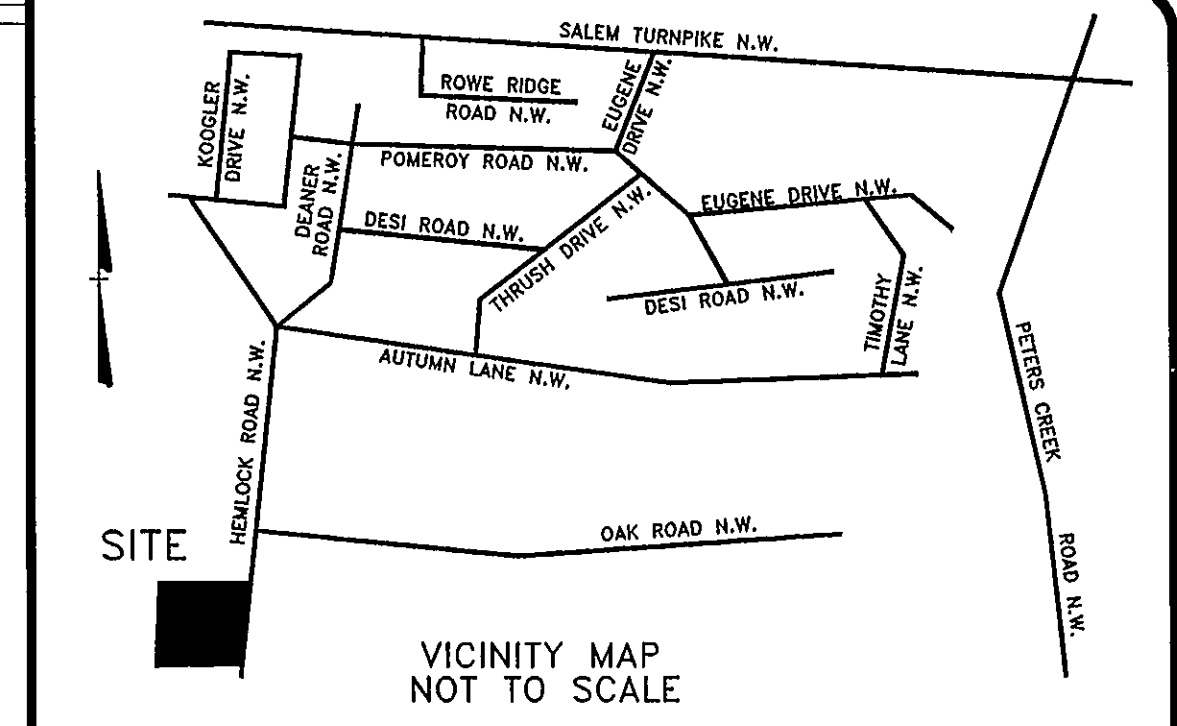 SALEM TURNPIKE N.W.
KOOGLER
DRIVE N.W.
ROWE RIDGE
ROAD N.W.
EUGENE
DRIVE N.W.
POMEROY ROAD N.W.
DEANER
ROAD N.W.
DESI ROAD N.W.
THRUSH DRIVE N.W.
EUGENE DRIVE N.W.
DESI ROAD N.W.
TIMOTHY
LANE N.W.
PETERS CREEK
ROAD N.W.
AUTUMN LANE N.W.
HEMLOCK ROAD N.W.
OAK ROAD N.W.
SITE
VICINITY MAP
NOT TO SCALE